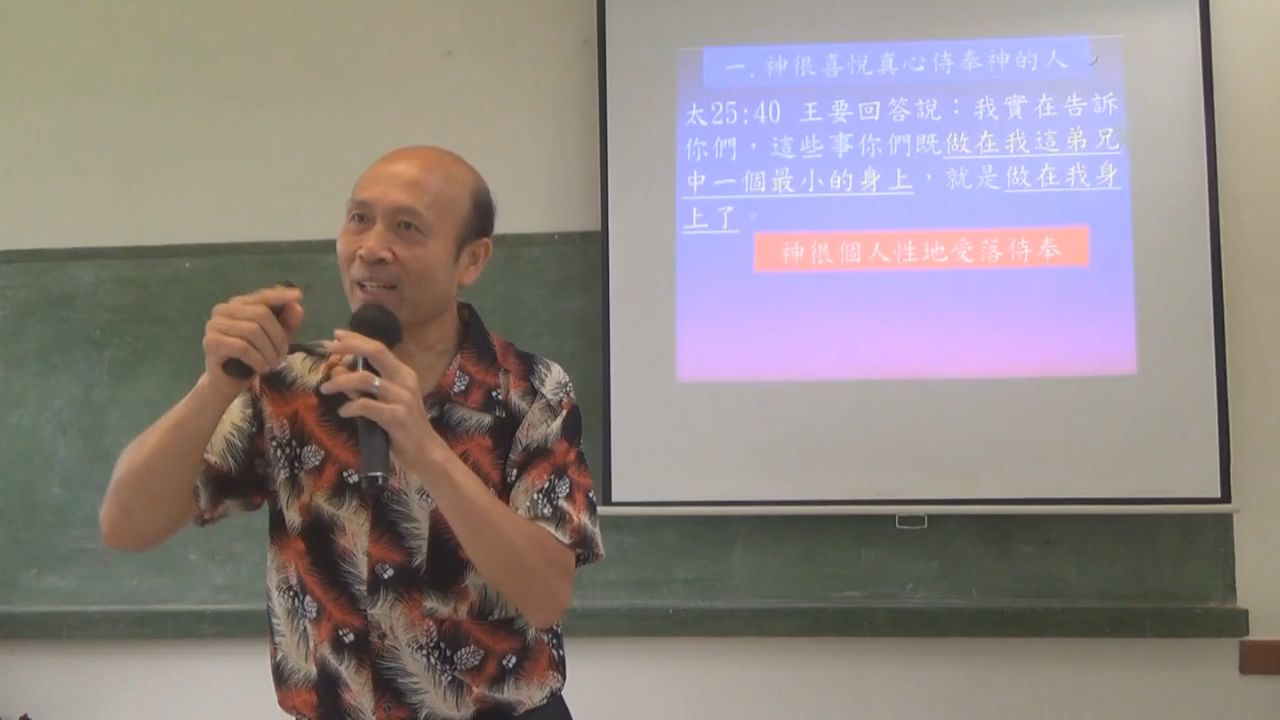 一.神很喜悅真心侍奉神的人
太25:40 王要回答說：我實在告訴
你們，這些事你們既做在我這弟兄
中一個最小的身上，就是做在我身
上了。
神很個人性地受落侍奉